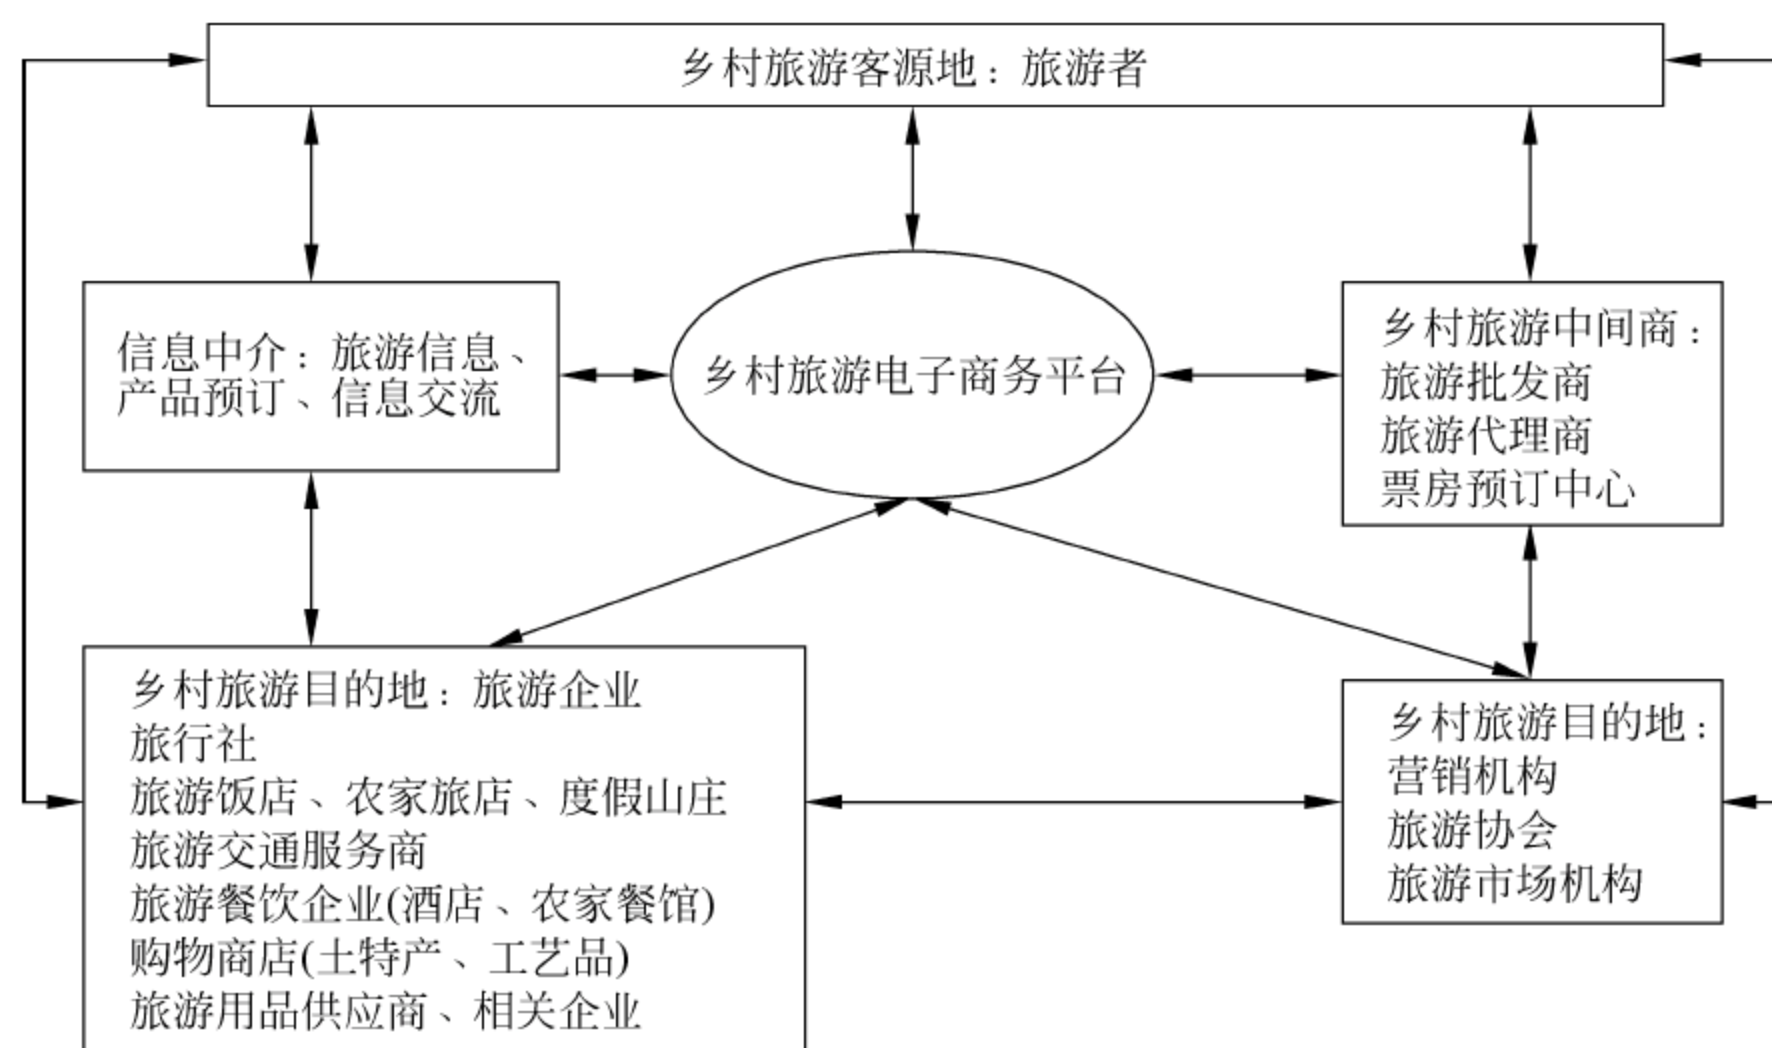 乡村旅游客源地：旅游者
信息中介：旅游信息、
产品预订、信息交流
乡村旅游电子商务平台
乡村旅游中间商：
旅游批发商
旅游代理商
票房预订中心
乡村旅游目的地：旅游企业
旅行社
旅游饭店、农家旅店、度假山庄
旅游交通服务商
旅游餐饮企业(酒店、农家餐馆)
购物商店(土特产、工艺品)
旅游用品供应商、相关企业
乡村旅游目的地：
营销机构
旅游协会
旅游市场机构